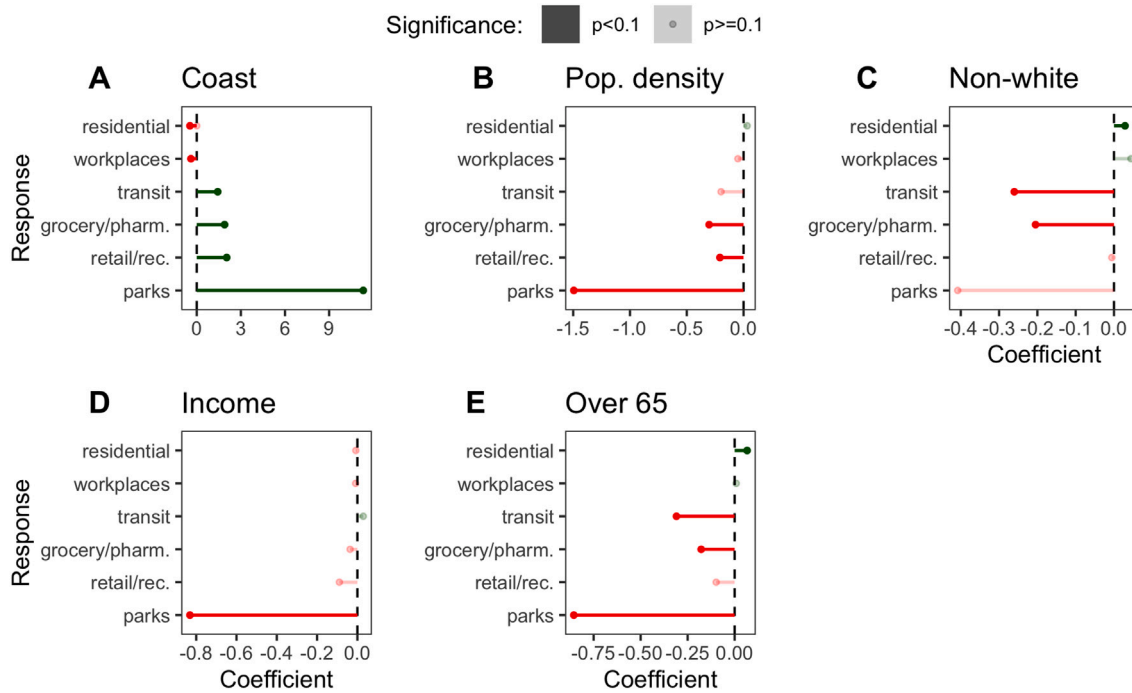 Significance: p<0.1 p>=0.1
A Coast
B Pop. density
C Non-white
Response
residential
workplaces
transit
grocery/pharm.
retail/rec.
parks
0 3 6 9
residential
workplaces
transit
grocery/pharm.
retail/rec.
parks
-1.5 -1.0 -0.5 0.0
residential
workplaces
transit
grocery/pharm.
retail/rec.
parks
-0.4 -0.3 -0.2 -0.1 0.0
Coefficient
D Income
E Over 65
Response
residential
workplaces
transit
grocery/pharm.
retail/rec.
parks
-0.8 -0.6 -0.4 -0.2 0.0
Coefficient
residential
workplaces
transit
grocery/pharm.
retail/rec.
parks
-0.75 -0.50 -0.25 0.00
Coefficient